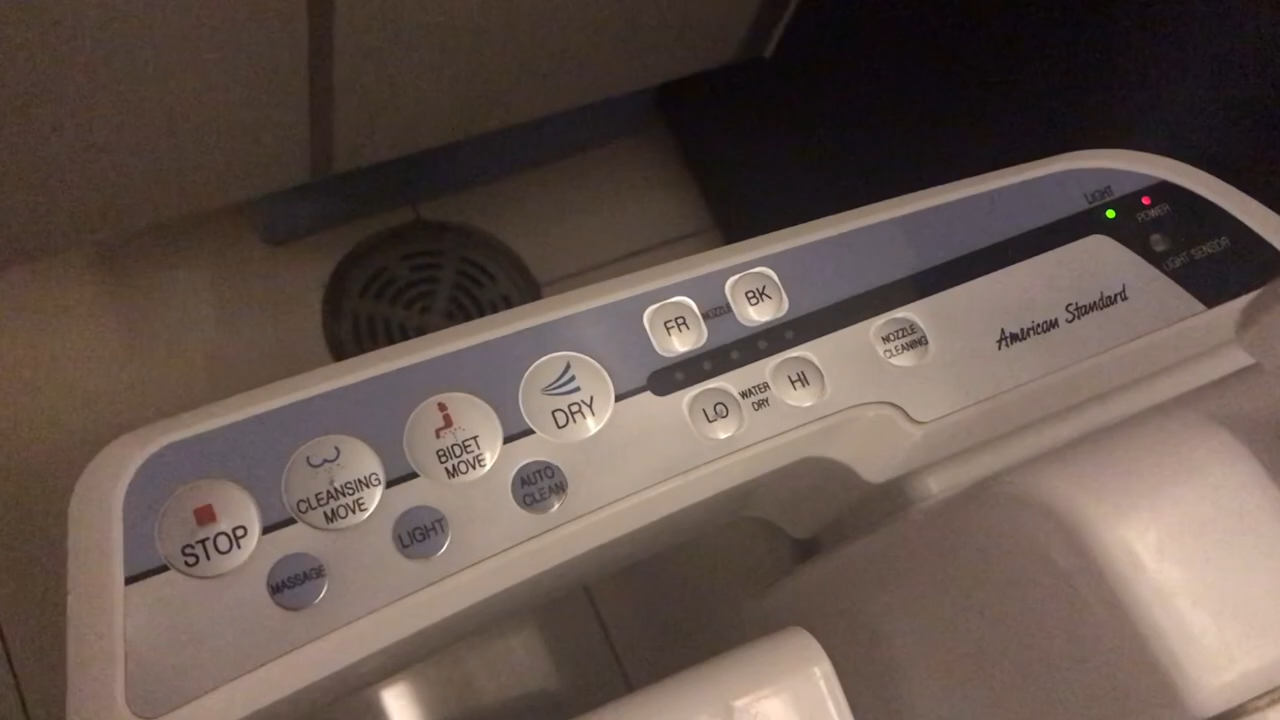 STOP
CLEANSING
MOVE
BIDET
MOVE
DRY
MASSAGE
LIGHT
AUTO
CLEAN
FR
NOZZLE
BK
LO
WATER
DRY
HI
NOZZLE
CLEANING
American Standard
LIGHT
POWER
LIGHT SENSOR